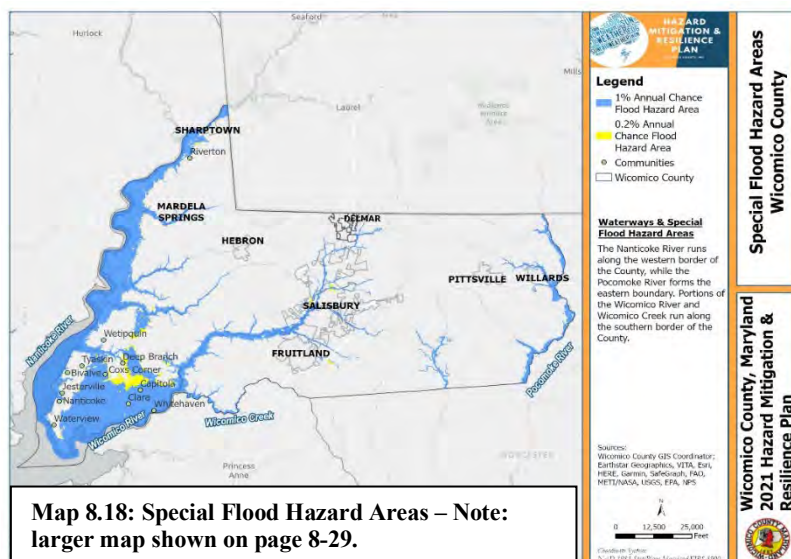 Seaford
Hurlock
Mills
Laurel
SHARPTOWN
Riverton
MARDELA
SPRINGS
HEBRON
DELMAR
PITTSVILLE
WILLARDS
SALISBURY
FRUITLAND
Nanticoke River
Wetipquin
Tyaskin
Deep Branch
Bivalve
Coxs Corner
Jesterville
Capitola
Nanticoke
Clara
Whitehaven
Waterview
Wicomico River
Wicomico Creek
Pocomoke River
Princess
Anne
WORCESTER
Map 8.18: Special Flood Hazard Areas – Note:
larger map shown on page 8-29.
HAZARD
MITIGATION &
RESILIENCE
PLAN
Legend
1% Annual Chance
Flood Hazard Area
0.2% Annual
Chance Flood
Hazard Area
Communities
Wicomico County
Waterways & Special
Flood Hazard Areas
The Nanticoke River runs
along the western border of
the County, while the
Pocomoke River forms the
eastern boundary. Portions of
the Wicomico River and
Wicomico Creek run along
the southern border of the
County.
Sources:
Wicomico County GIS Coordinator;
Earthstar Geographics, VITA, Esri,
HERE, Garmin, SafeGraph, FAO,
METI/NASA, USGS, EPA, NPS
N
0 12,500 25,000
Feet
Special Flood Hazard Areas
Wicomico County
Wicomico County, Maryland
2021 Hazard Mitigation &
Resilience Plan